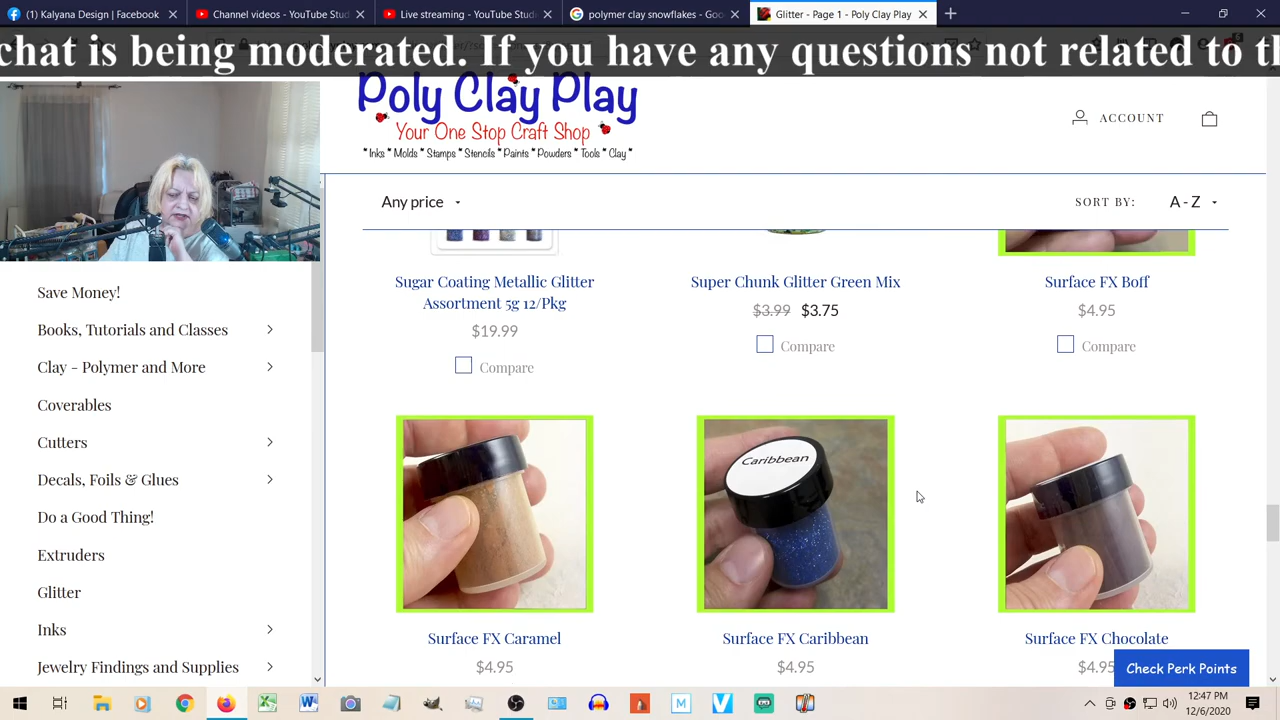 (1) Kalyana Studio | Facebook
Channel videos - YouTube Studio
Live streaming - YouTube Studio
polymer clay snowflakes - Goo
Glitter - Page 1 - Poly Clay Play
chat is being moderated. If you have any questions not related to th
Poly Clay Play
Your One Stop Craft Shop
* Inks * Molds * Stamps * Stencils * Paints * Powders * Tools * Clay *
ACCOUNT
Any price
SORT BY:
A - Z
Save Money!
Books, Tutorials and Classes
Clay - Polymer and More
Coverables
Cutters
Decals, Foils & Glues
Do a Good Thing!
Extruders
Glitter
Inks
Jewelry Findings and Supplies
Sugar Coating Metallic Glitter
Assortment 5g 12/Pkg
$19.99
Compare
Super Chunk Glitter Green Mix
$3.99 $3.75
Compare
Surface FX Boff
$4.95
Compare
Caribbean
Surface FX Caramel
$4.95
Surface FX Caribbean
$4.95
Surface FX Chocolate
$4.95
Check Perk Points
12:47 PM
12/6/2020